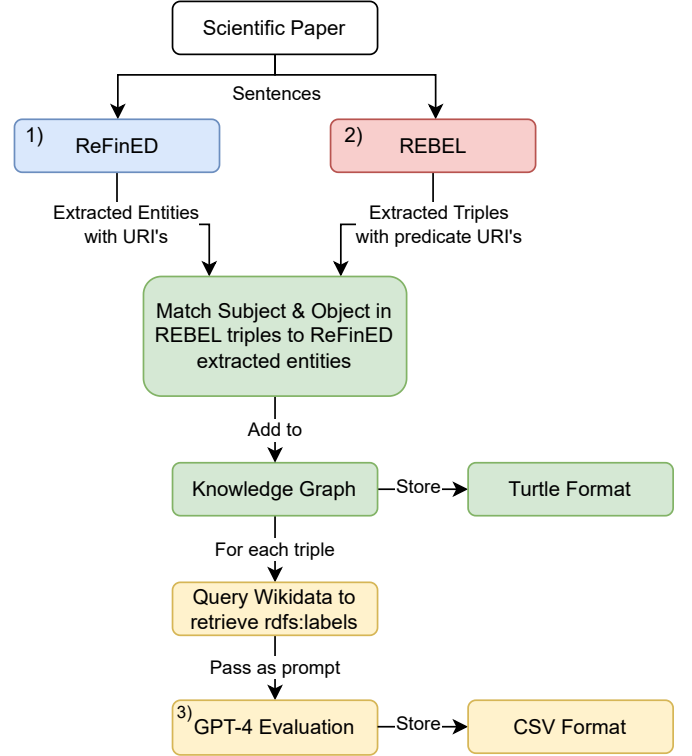 Scientific Paper
Sentences
1)
ReFinED
2)
REBEL
Extracted Entities
with URI's
Extracted Triples
with predicate URI's
Match Subject & Object in
REBEL triples to ReFinED
extracted entities
Add to
Knowledge Graph
Store
Turtle Format
For each triple
Query Wikidata to
retrieve rdfs:labels
Pass as prompt
3)
GPT-4 Evaluation
Store
CSV Format